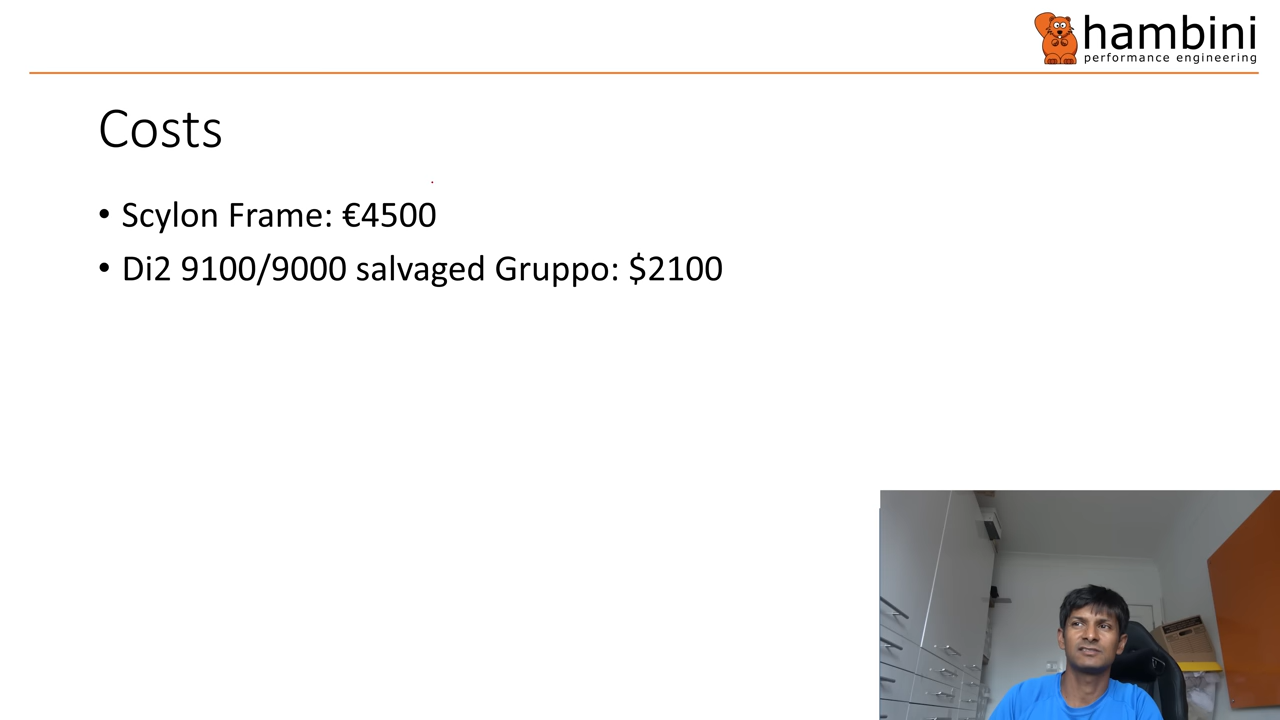 hambini
performance engineering
Costs
• Scylon Frame: €4500
• Di2 9100/9000 salvaged Gruppo: $2100